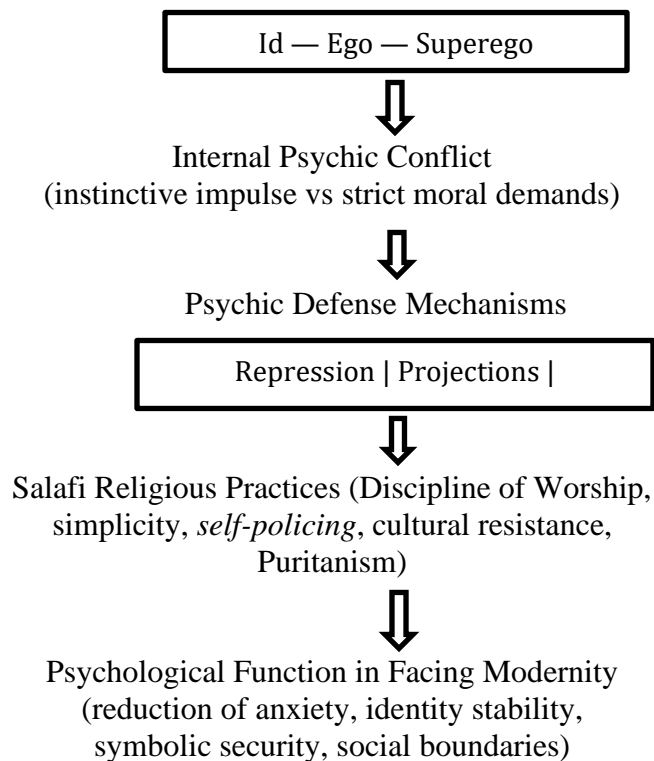 Id — Ego — Superego
Internal Psychic Conflict
(instinctive impulse vs strict moral demands)
Psychic Defense Mechanisms
Repression | Projections |
Salafi Religious Practices (Discipline of Worship,
simplicity, self-policing, cultural resistance,
Puritanism)
Psychological Function in Facing Modernity
(reduction of anxiety, identity stability,
symbolic security, social boundaries)